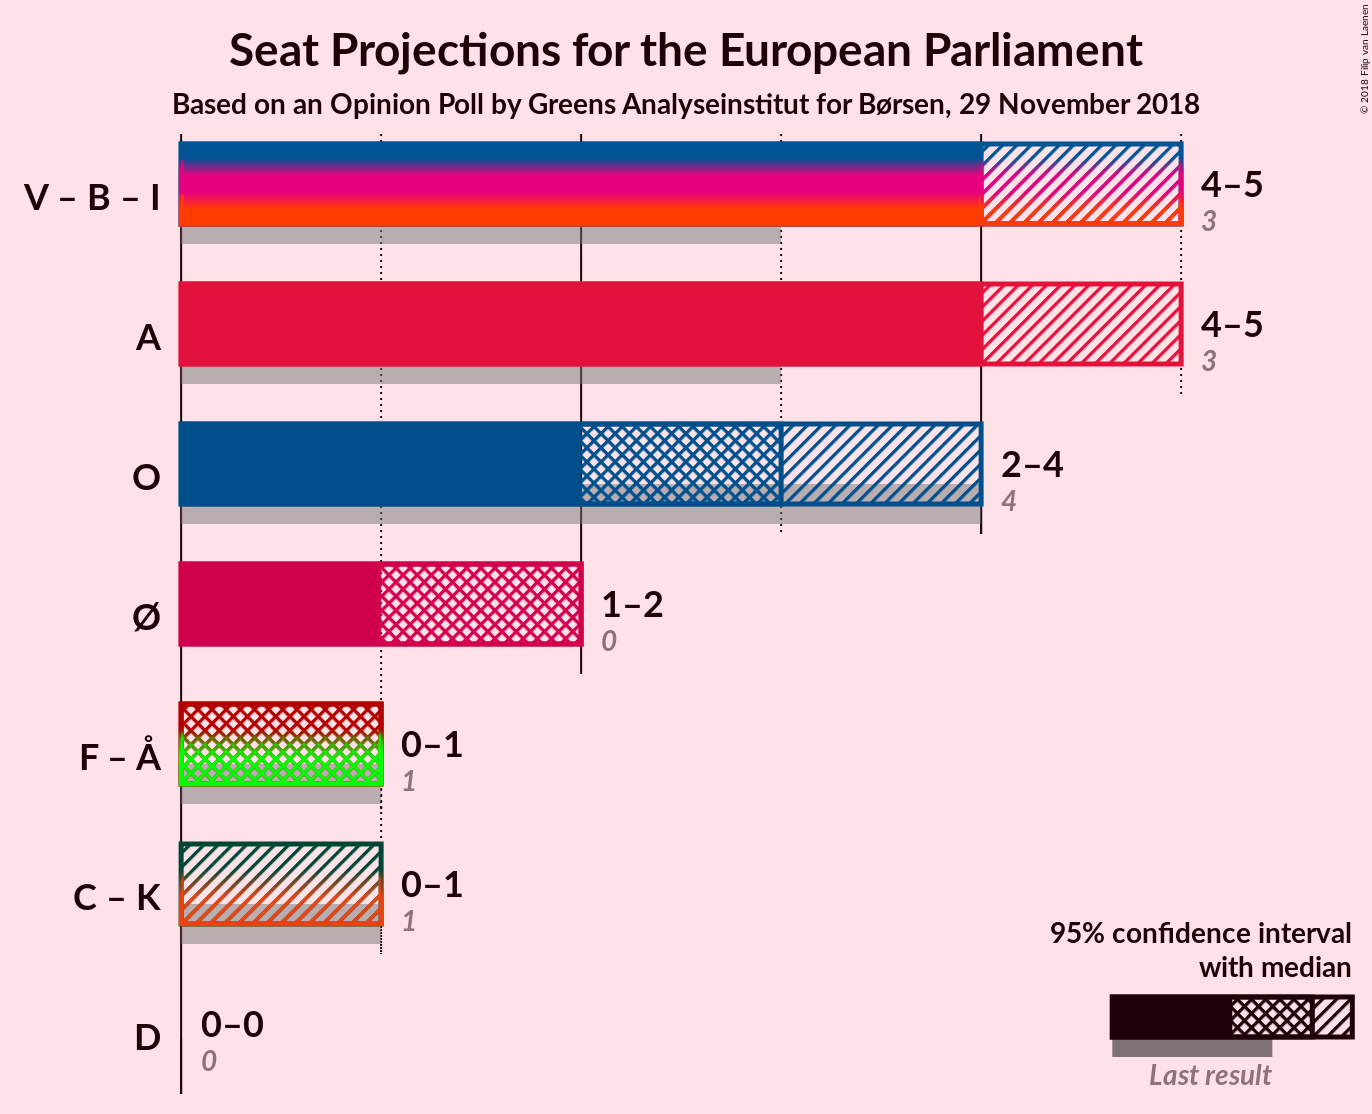 Seat Projections for the European Parliament
Based on an Opinion Poll by Greens Analyseinstitut for Børsen, 29 November 2018
© 2018 Filip van Laenen
V – B – I
4–5
3
A
4–5
3
O
2–4
4
Ø
1–2
0
F – Å
0–1
1
C – K
0–1
1
D
0–0
0
95% confidence interval
with median
Last result